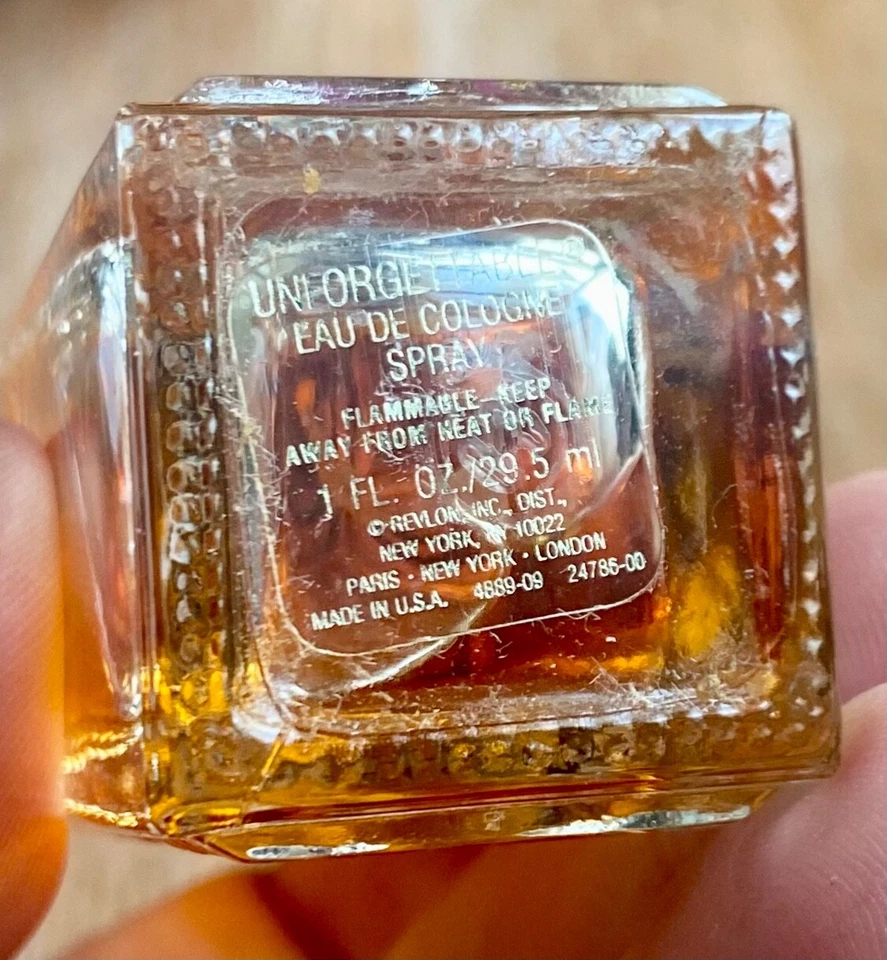 UNFORGETTABLE®
EAU DE COLOGNE
SPRAY
FLAMMABLE–KEEP
AWAY FROM HEAT OR FLAME
1 FL. OZ./29.5 ml
© REVLON, INC., DIST.,
NEW YORK, NY 10022
PARIS · NEW YORK · LONDON
MADE IN U.S.A. 4889-09 24786-00